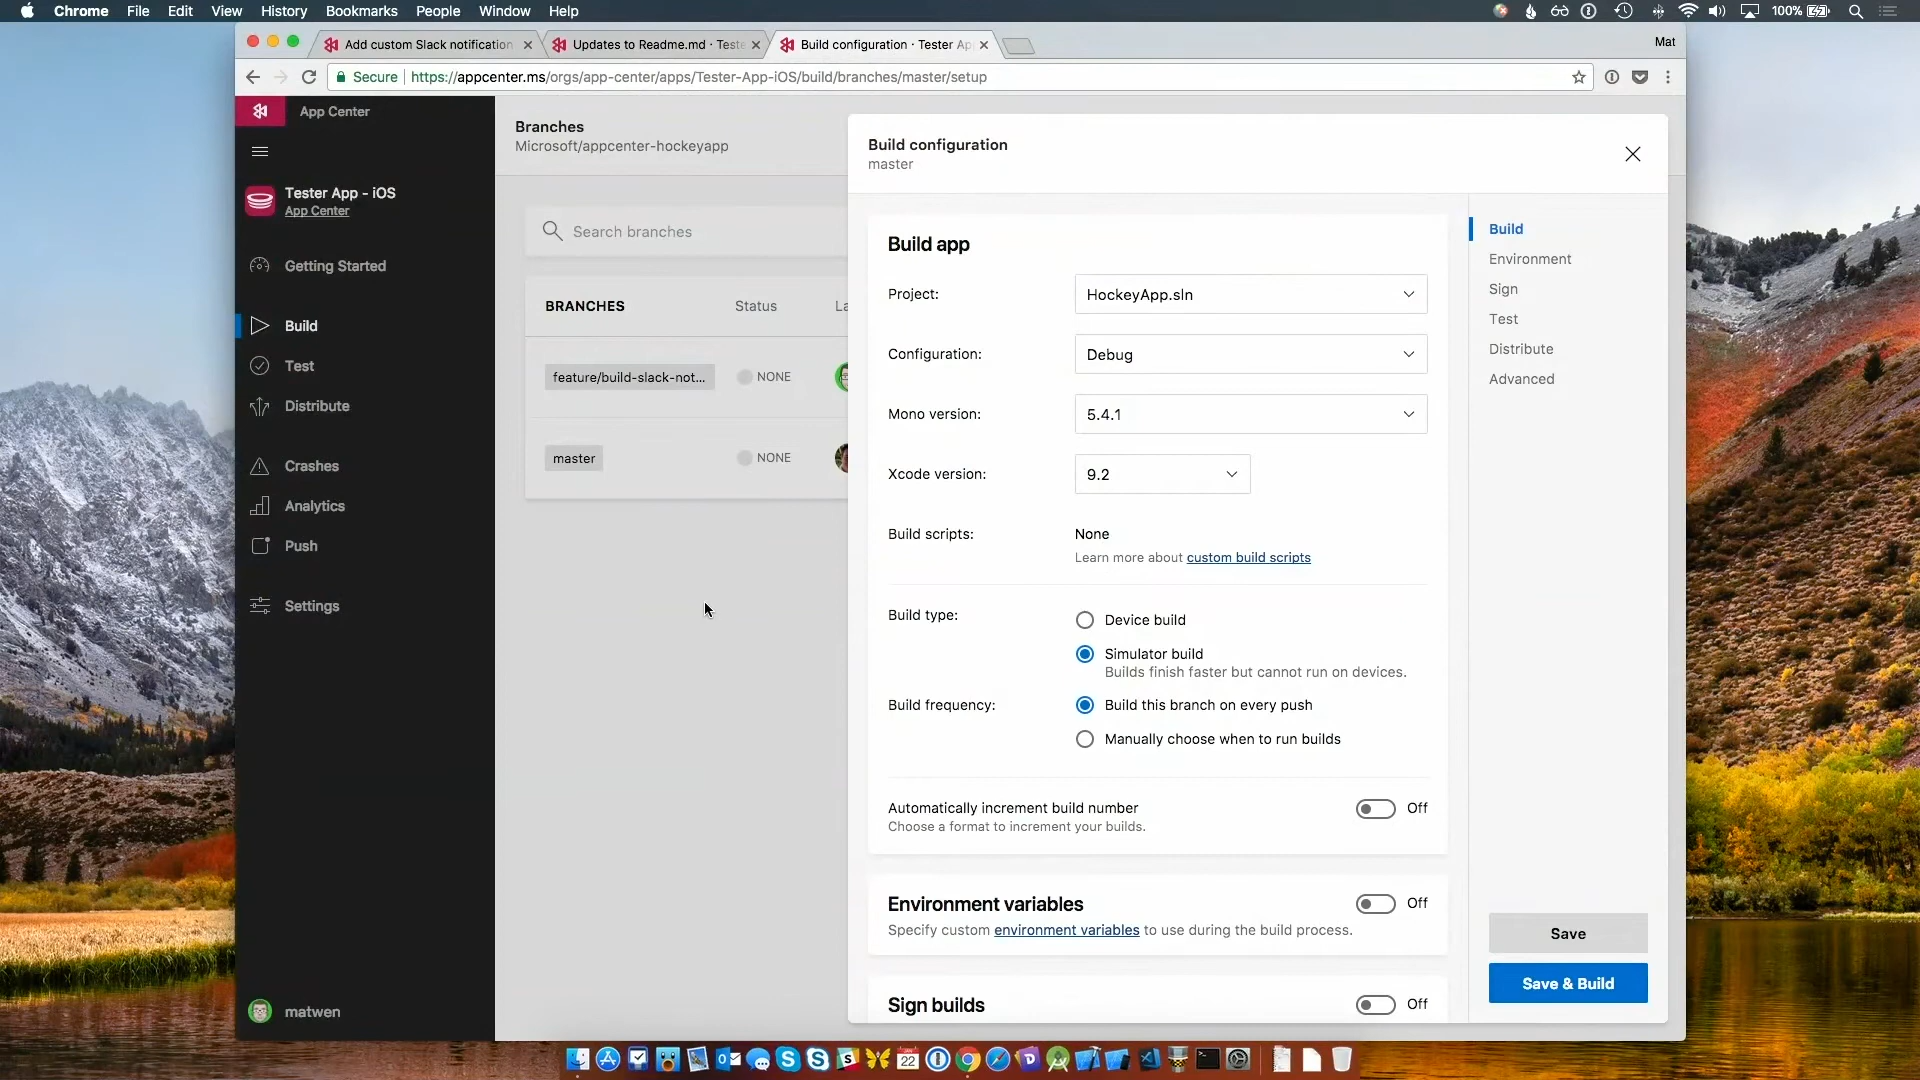 Chrome File Edit View History Bookmarks People Window Help
100%
Add custom Slack notification
Updates to Readme.md · Teste
Build configuration · Tester Ap
Mat
Secure https://appcenter.ms/orgs/app-center/apps/Tester-App-iOS/build/branches/master/setup
App Center
Tester App - iOS
App Center
Getting Started
Build
Test
Distribute
Crashes
Analytics
Push
Settings
matwen
Branches
Microsoft/appcenter-hockeyapp
Search branches
BRANCHES Status La
feature/build-slack-not... NONE
master NONE
Build configuration
master
Build app
Project: HockeyApp.sln
Configuration: Debug
Mono version: 5.4.1
Xcode version: 9.2
Build scripts: None
Learn more about custom build scripts
Build type: Device build
Simulator build
Builds finish faster but cannot run on devices.
Build frequency: Build this branch on every push
Manually choose when to run builds
Automatically increment build number Off
Choose a format to increment your builds.
Environment variables Off
Specify custom environment variables to use during the build process.
Sign builds Off
Build
Environment
Sign
Test
Distribute
Advanced
Save
Save & Build
22